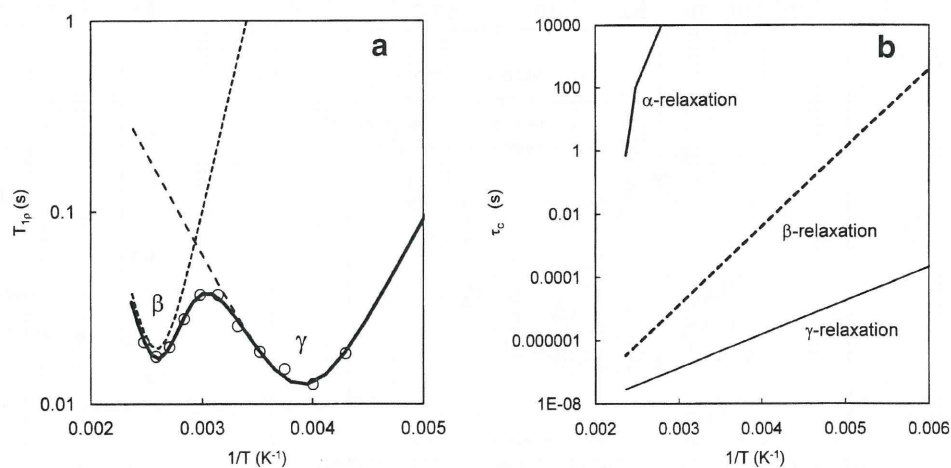 a
1
0.1
0.01
T1ρ (s)
β
γ
0.002 0.003 0.004 0.005
1/T (K-1)
b
10000
100
1
0.01
0.0001
0.000001
1E-08
τc (s)
α-relaxation
β-relaxation
γ-relaxation
0.002 0.003 0.004 0.005 0.006
1/T (K-1)